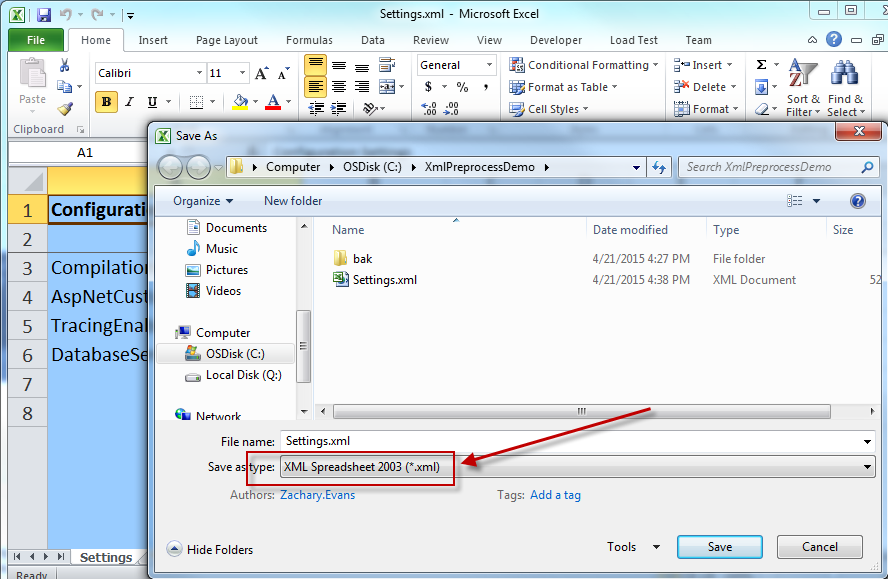 Settings.xml - Microsoft Excel
File Home Insert Page Layout Formulas Data Review View Developer Load Test Team
Paste
Calibri 11
General
Conditional Formatting
Insert
Σ
B I U
A A
$ % ,
Format as Table
Delete
Cell Styles
Format
Sort & Filter
Find & Select
Clipboard
A1
Save As
Computer OSDisk (C:) XmlPreprocessDemo
Search XmlPreprocessDemo
Organize New folder
Documents
Music
Pictures
Videos
Computer
OSDisk (C:)
Local Disk (Q:)
Network
Name Date modified Type Size
bak 4/21/2015 4:27 PM File folder
Settings.xml 4/21/2015 4:38 PM XML Document 52
1 Configurati
2
3 Compilation
4 AspNetCust
5 TracingEnal
6 DatabaseSe
7
8
File name: Settings.xml
Save as type: XML Spreadsheet 2003 (*.xml)
Authors: Zachary.Evans Tags: Add a tag
Hide Folders Tools Save Cancel
Settings
Ready